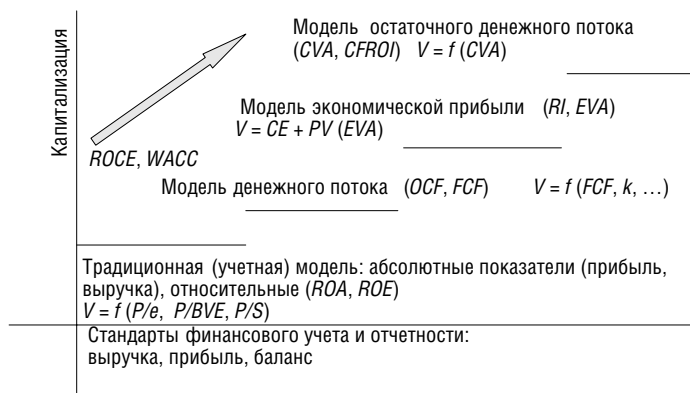 Капитализация
Модель остаточного денежного потока
(CVA, CFROI) V = f (CVA)
Модель экономической прибыли (RI, EVA)
V = CE + PV (EVA)
ROCE, WACC
Модель денежного потока (OCF, FCF) V = f (FCF, k, …)
Традиционная (учетная) модель: абсолютные показатели (прибыль,
выручка), относительные (ROA, ROE)
V = f (P/e, P/BVE, P/S)
Стандарты финансового учета и отчетности:
выручка, прибыль, баланс